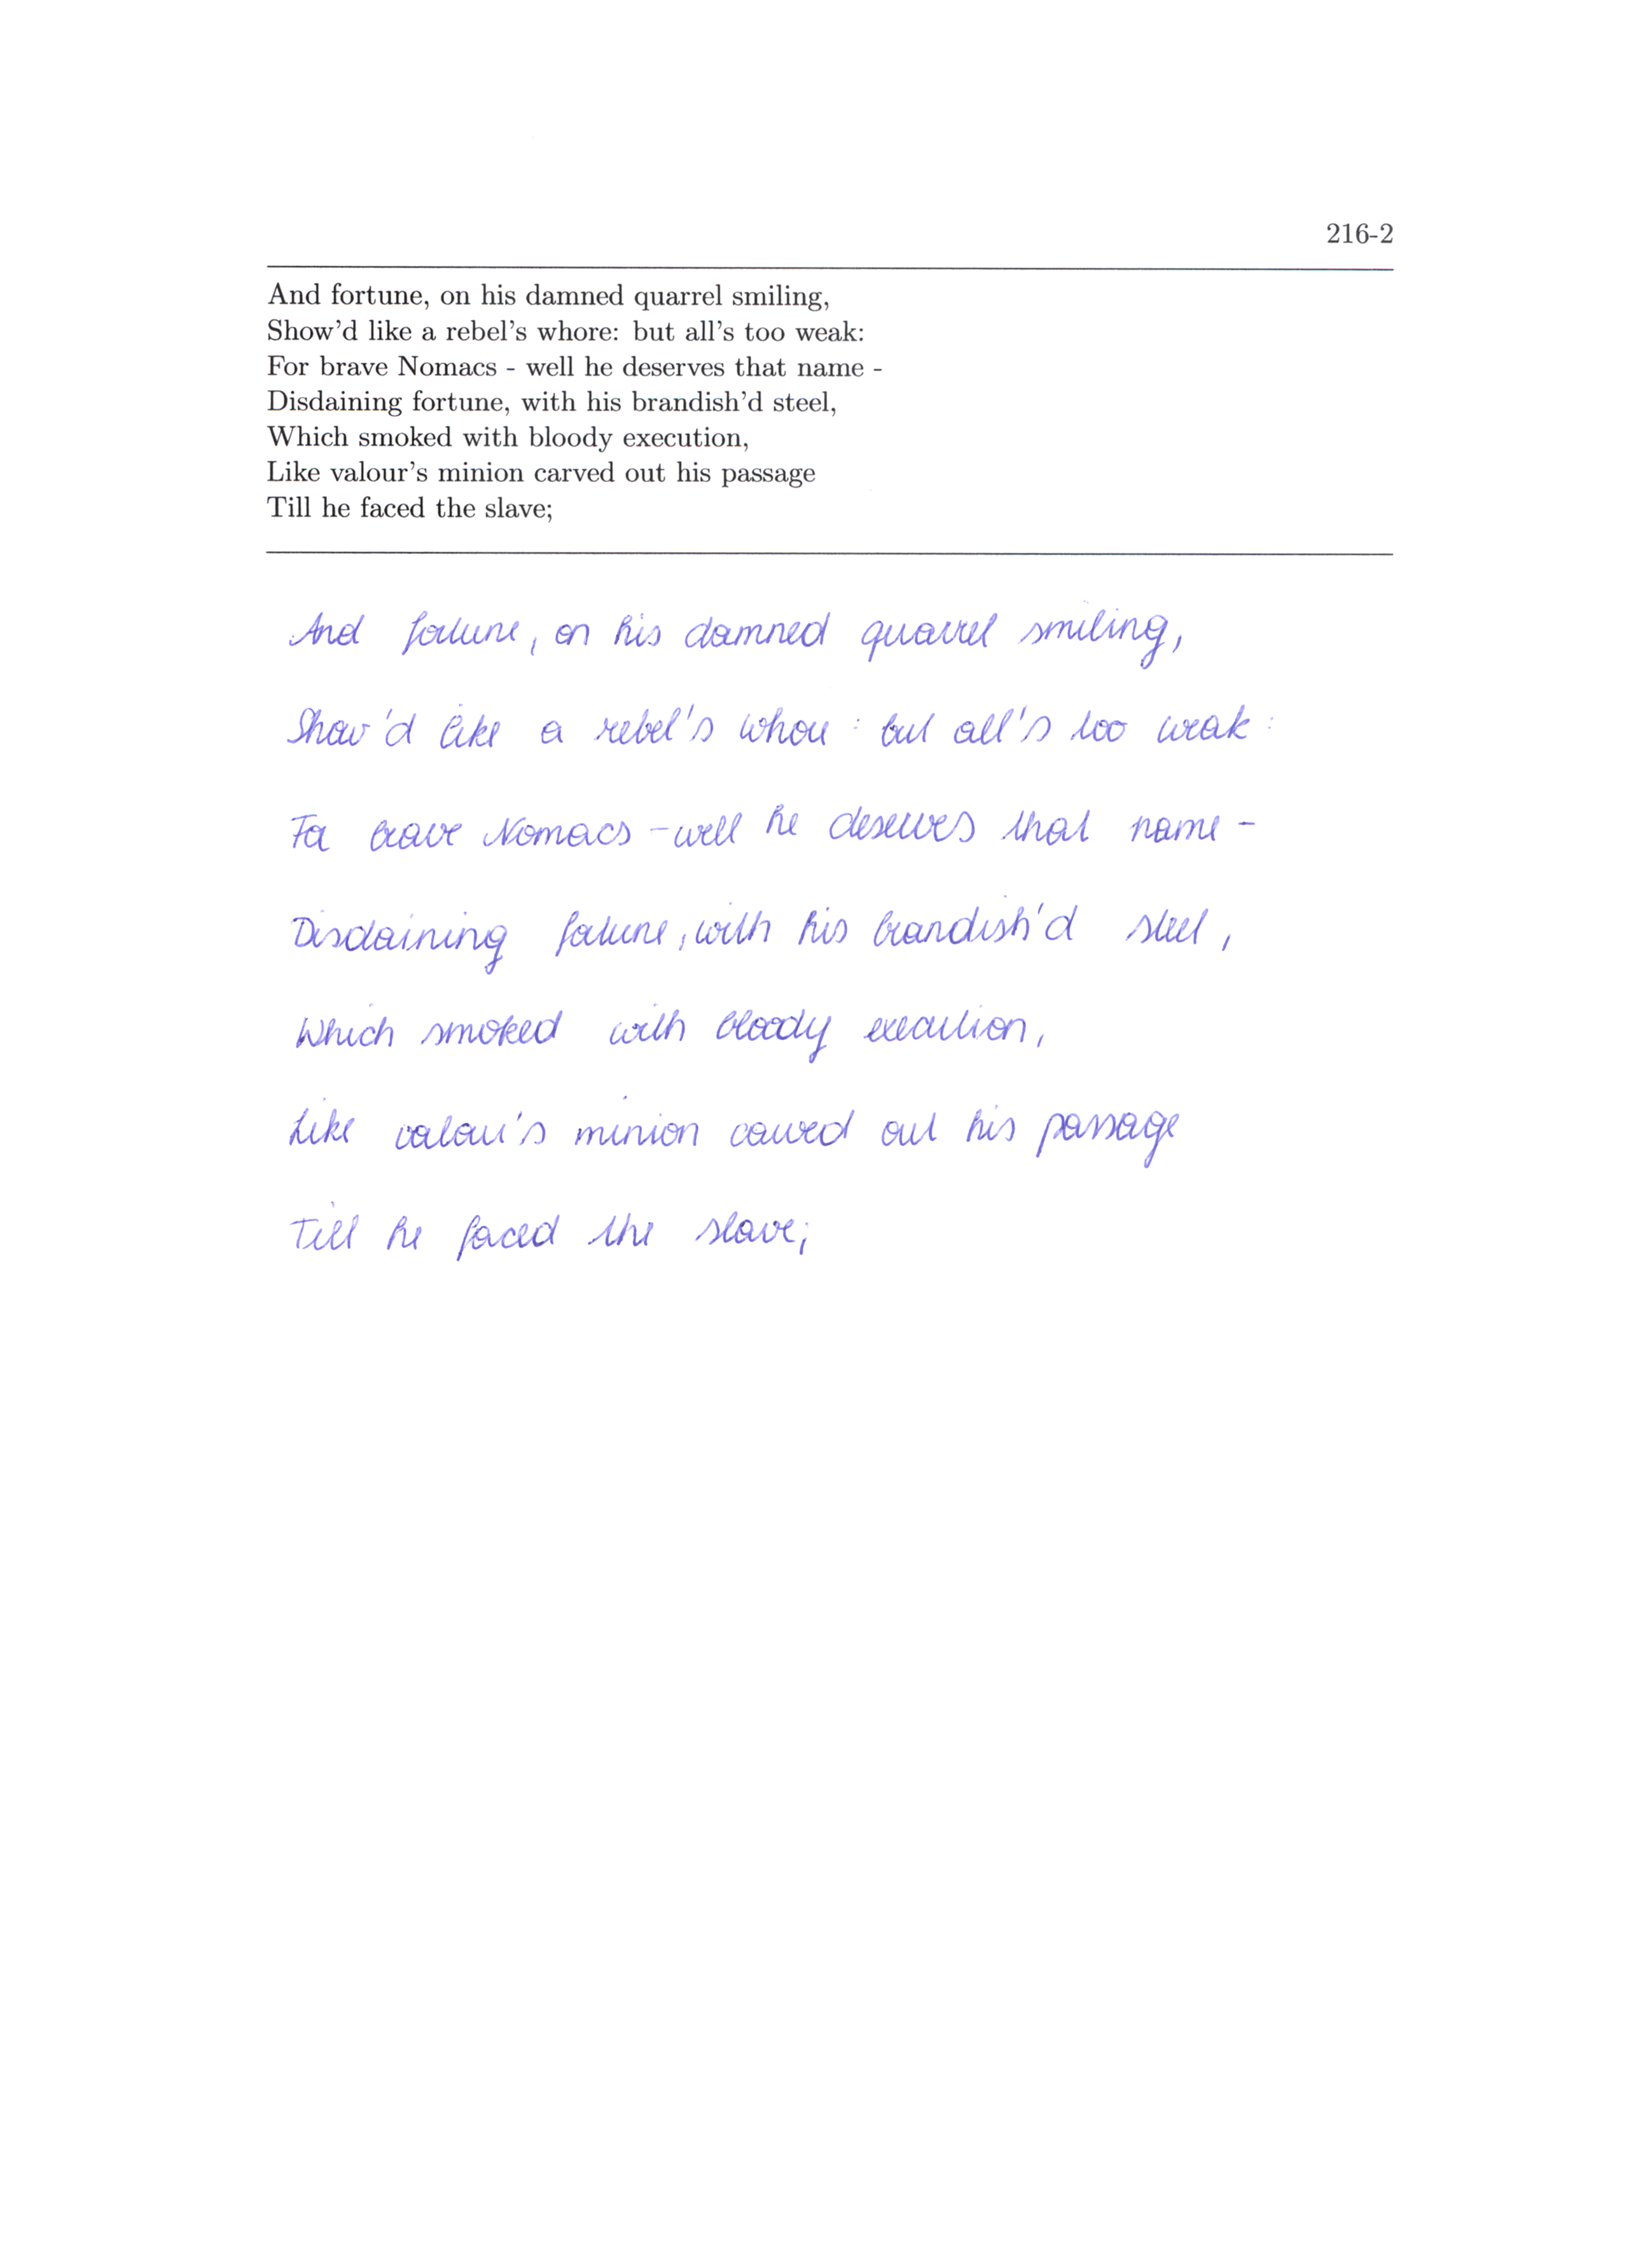 216-2
And fortune, on his damned quarrel smiling,
Show'd like a rebel's whore: but all's too weak:
For brave Nomacs - well he deserves that name -
Disdaining fortune, with his brandish'd steel,
Which smoked with bloody execution,
Like valour's minion carved out his passage
Till he faced the slave;
And fortune, on his damned quarrel smiling,
Show'd like a rebel's whore : but all's too weak :
For brave Nomacs - well he deserves that name -
Disdaining fortune, with his brandish'd steel,
Which smoked with bloody execution,
Like valour's minion carved out his passage
Till he faced the slave;